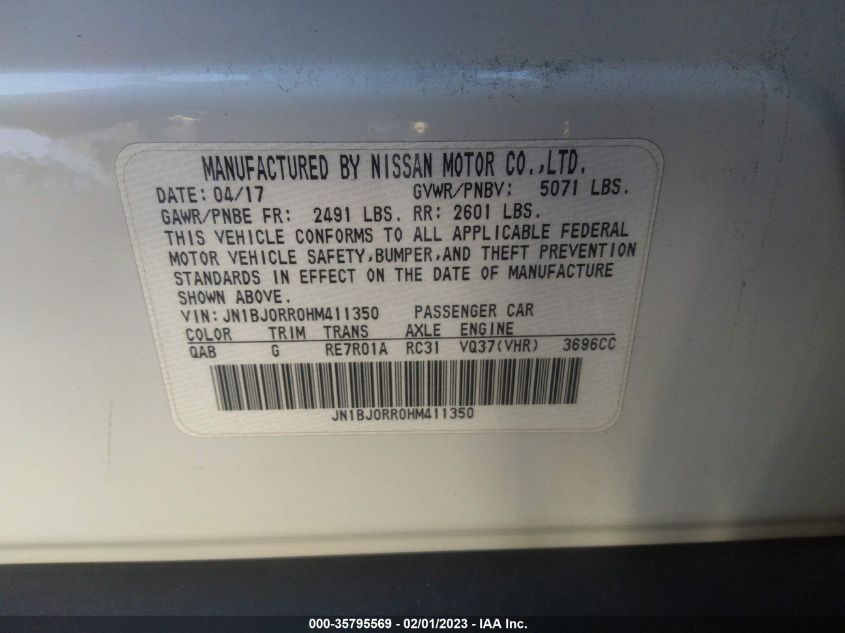 MANUFACTURED BY NISSAN MOTOR CO.,LTD.
DATE: 04/17 GVWR/PNBV: 5071 LBS.
GAWR/PNBE FR: 2491 LBS. RR: 2601 LBS.
THIS VEHICLE CONFORMS TO ALL APPLICABLE FEDERAL
MOTOR VEHICLE SAFETY,BUMPER,AND THEFT PREVENTION
STANDARDS IN EFFECT ON THE DATE OF MANUFACTURE
SHOWN ABOVE.
VIN: JN1BJ0RR0HM411350 PASSENGER CAR
COLOR TRIM TRANS AXLE ENGINE
QAB G RE7R01A RC31 VQ37(VHR) 3696CC
JN1BJ0RR0HM411350
000-35795569 - 02/01/2023 - IAA Inc.